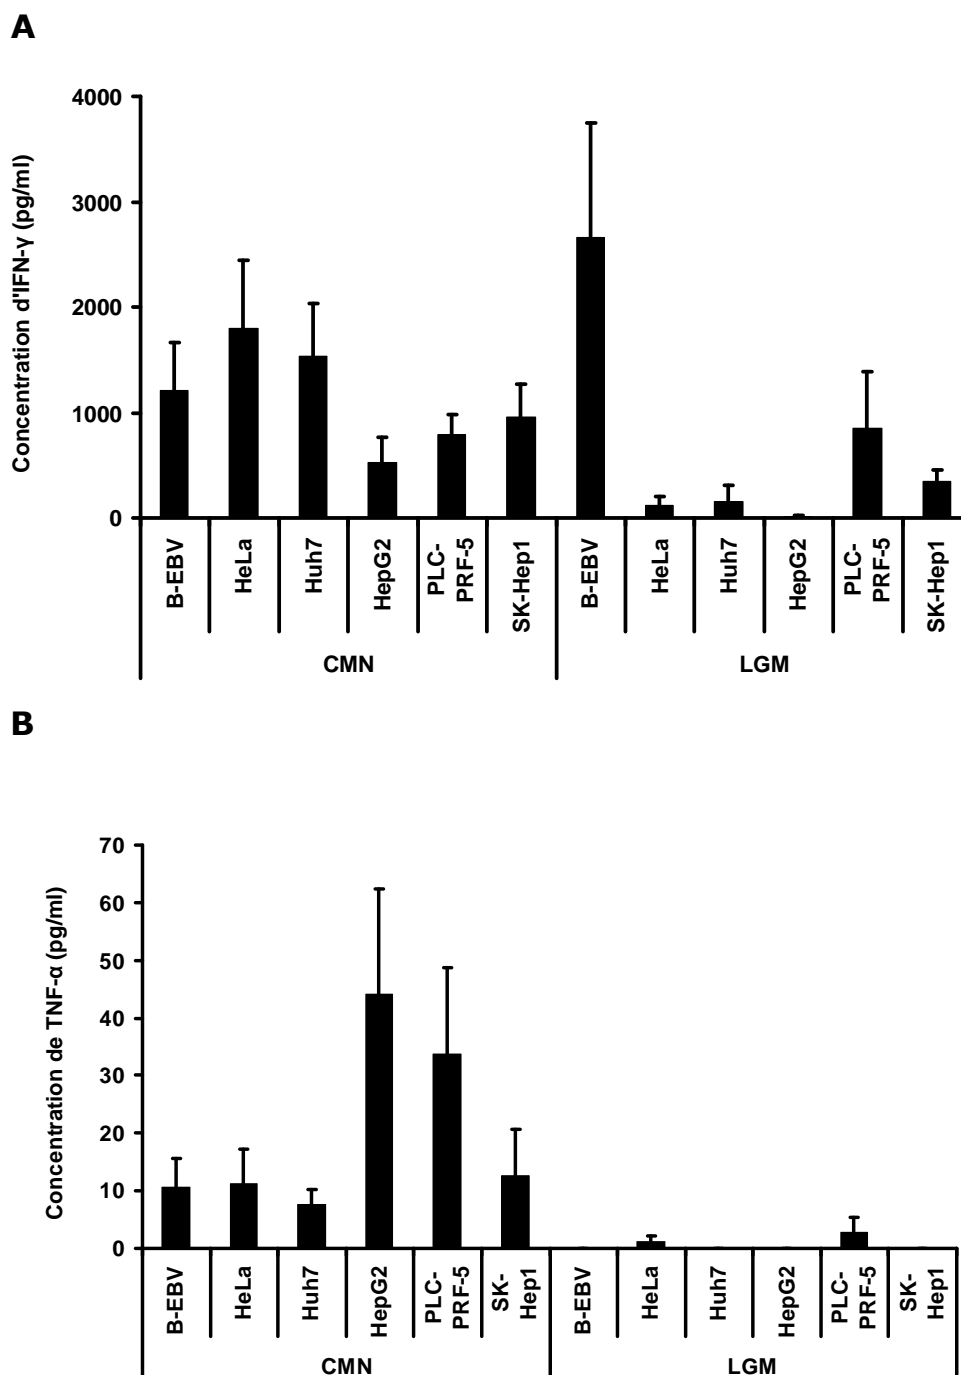 A
Concentration d'IFN-γ (pg/ml)
4000
3000
2000
1000
0
B-EBV
HeLa
Huh7
HepG2
PLC-
PRF-5
SK-Hep1
B-EBV
HeLa
Huh7
HepG2
PLC-
PRF-5
SK-Hep1
CMN
LGM
B
Concentration de TNF-α (pg/ml)
70
60
50
40
30
20
10
0
B-EBV
HeLa
Huh7
HepG2
PLC-
PRF-5
SK-
Hep1
B-EBV
HeLa
Huh7
HepG2
PLC-
PRF-5
SK-
Hep1
CMN
LGM